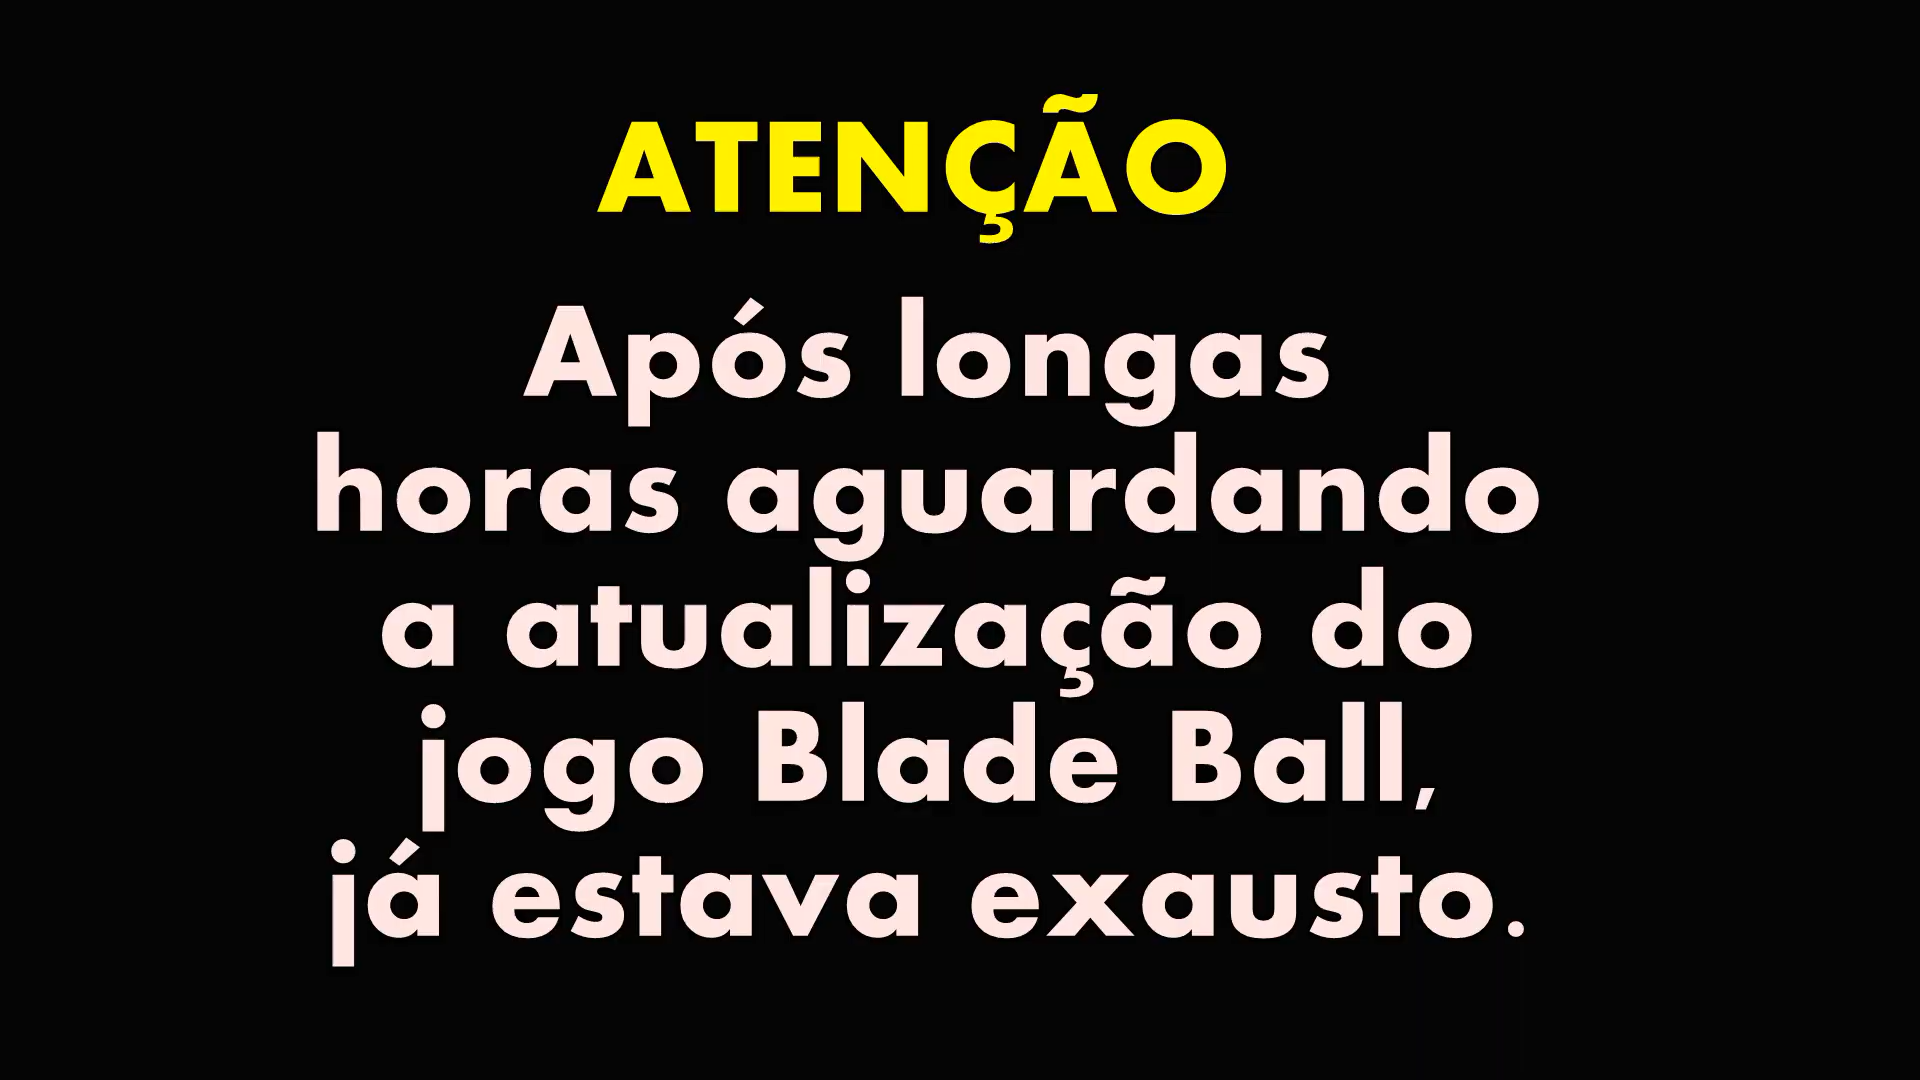 ATENÇÃO
Após longas
horas aguardando
a atualização do
jogo Blade Ball,
já estava exausto.